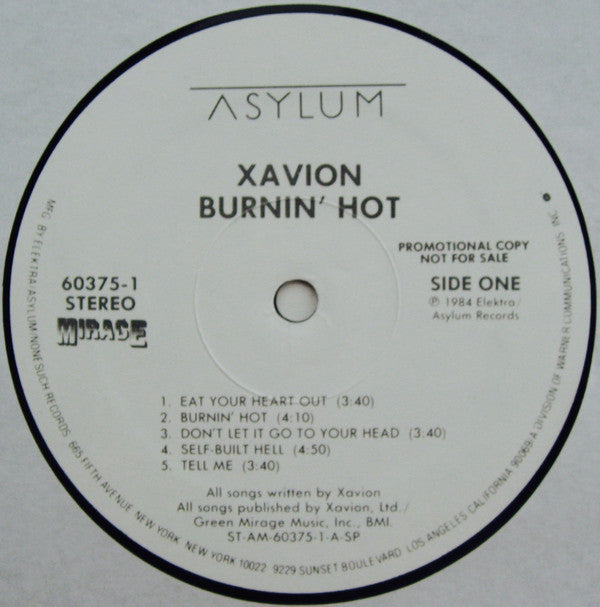 ASYLUM
XAVION
BURNIN' HOT
PROMOTIONAL COPY
NOT FOR SALE
60375-1
STEREO
MIRAGE
SIDE ONE
℗ 1984 Elektra/
Asylum Records
1. EAT YOUR HEART OUT (3:40)
2. BURNIN' HOT (4:10)
3. DON'T LET IT GO TO YOUR HEAD (3:40)
4. SELF-BUILT HELL (4:50)
5. TELL ME (3:40)
All songs written by Xavion
All songs published by Xavion, Ltd./
Green Mirage Music, Inc., BMI.
ST-AM-60375-1-A-SP
MFG. BY ELEKTRA/ASYLUM/NONESUCH RECORDS, 665 FIFTH AVENUE, NEW YORK, NEW YORK 10022 9229 SUNSET BOULEVARD, LOS ANGELES, CALIFORNIA 90069-A DIVISION OF WARNER COMMUNICATIONS INC.